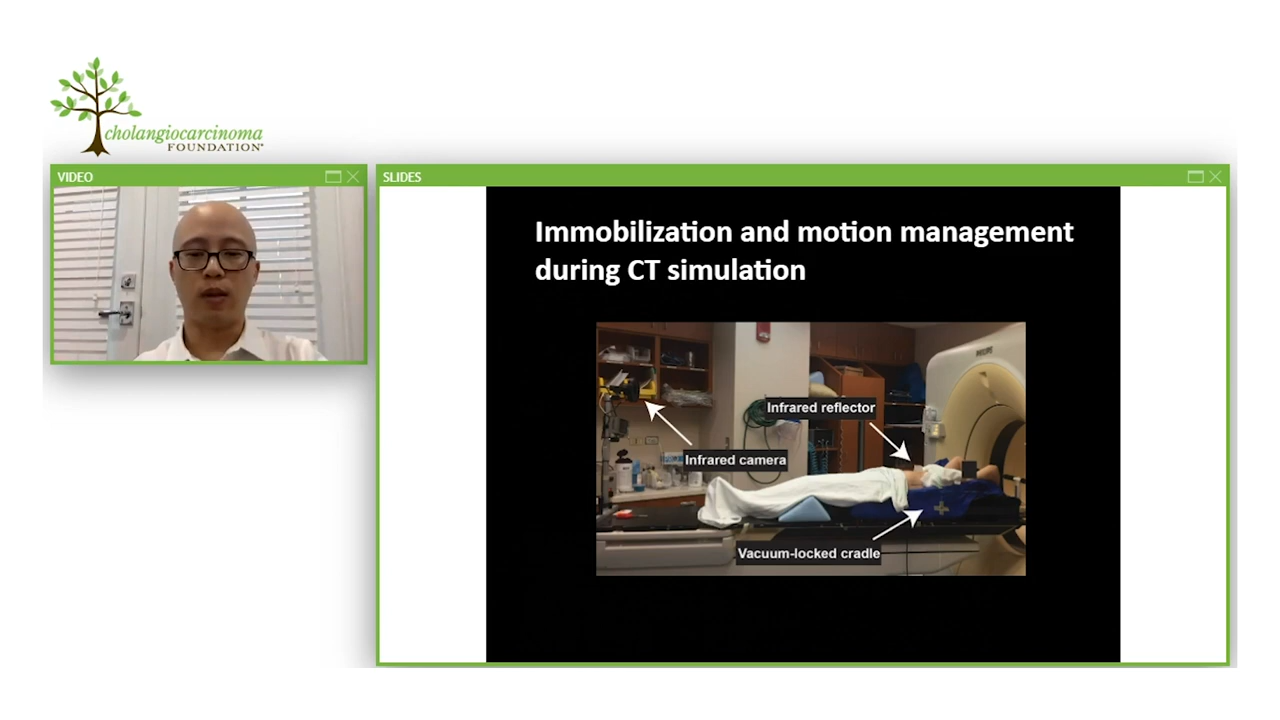 cholangiocarcinoma
FOUNDATION®
VIDEO
SLIDES
Immobilization and motion management
during CT simulation
PHILIPS
Infrared reflector
Infrared camera
Vacuum-locked cradle